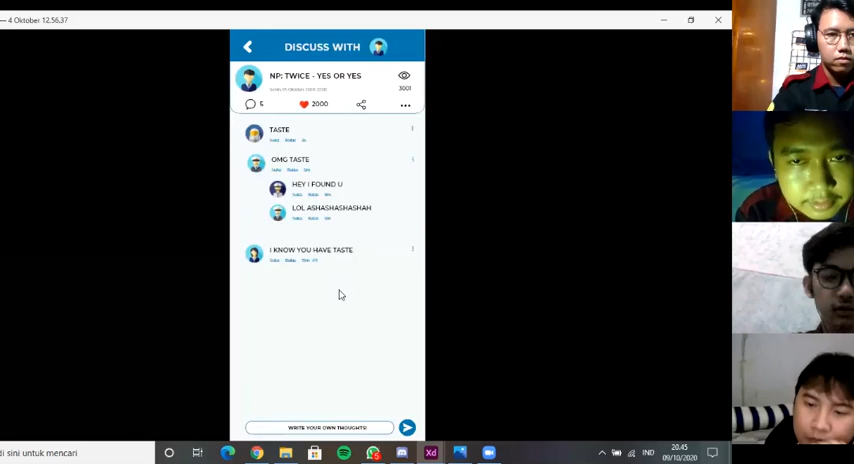 — 4 Oktober 12.56.37
DISCUSS WITH
NP: TWICE - YES OR YES
3001
5
2000
TASTE
OMG TASTE
HEY I FOUND U
LOL ASHASHASHASHAH
I KNOW YOU HAVE TASTE
WRITE YOUR OWN THOUGHTS!
di sini untuk mencari
Xd
IND
20.45
09/10/2020